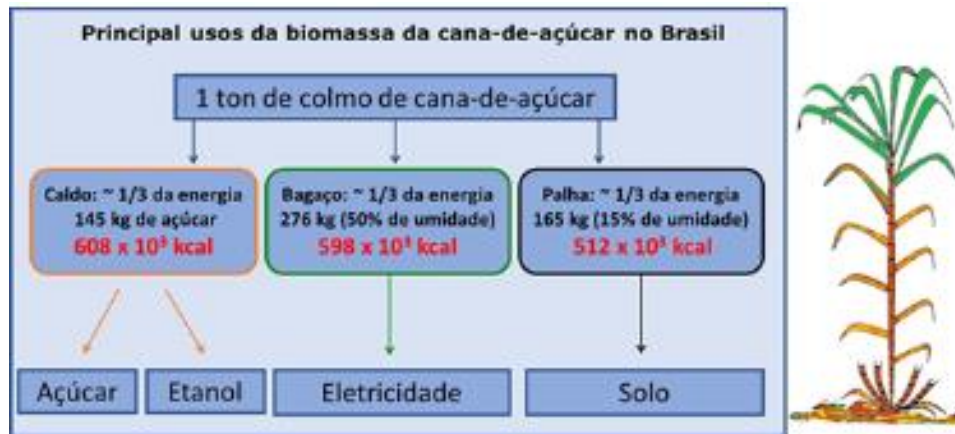 Principal usos da biomassa da cana-de-açúcar no Brasil
1 ton de colmo de cana-de-açúcar
Caldo: ~ 1/3 da energia
145 kg de açúcar
608 x 10³ kcal
Bagaço: ~ 1/3 da energia
276 kg (50% de umidade)
598 x 10³ kcal
Palha: ~ 1/3 da energia
165 kg (15% de umidade)
512 x 10³ kcal
Açúcar
Etanol
Eletricidade
Solo